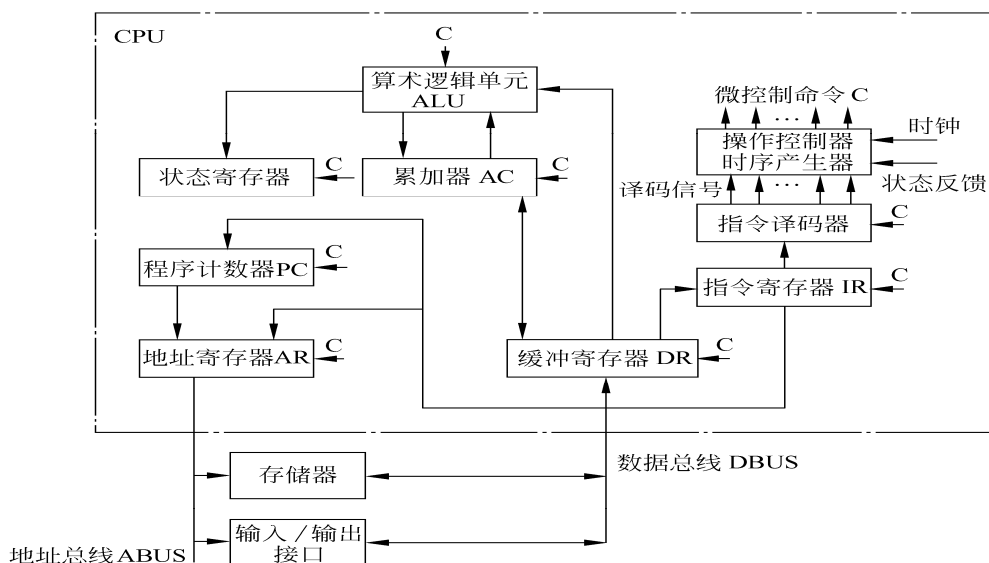 CPU
C
算术逻辑单元
ALU
微控制命令 C
···
操作控制器
时序产生器
时钟
状态反馈
状态寄存器
C
累加器 AC
C
译码信号
···
指令译码器
C
程序计数器PC
C
指令寄存器 IR
C
地址寄存器AR
C
缓冲寄存器 DR
C
存储器
数据总线 DBUS
输入/输出
接口
地址总线ABUS